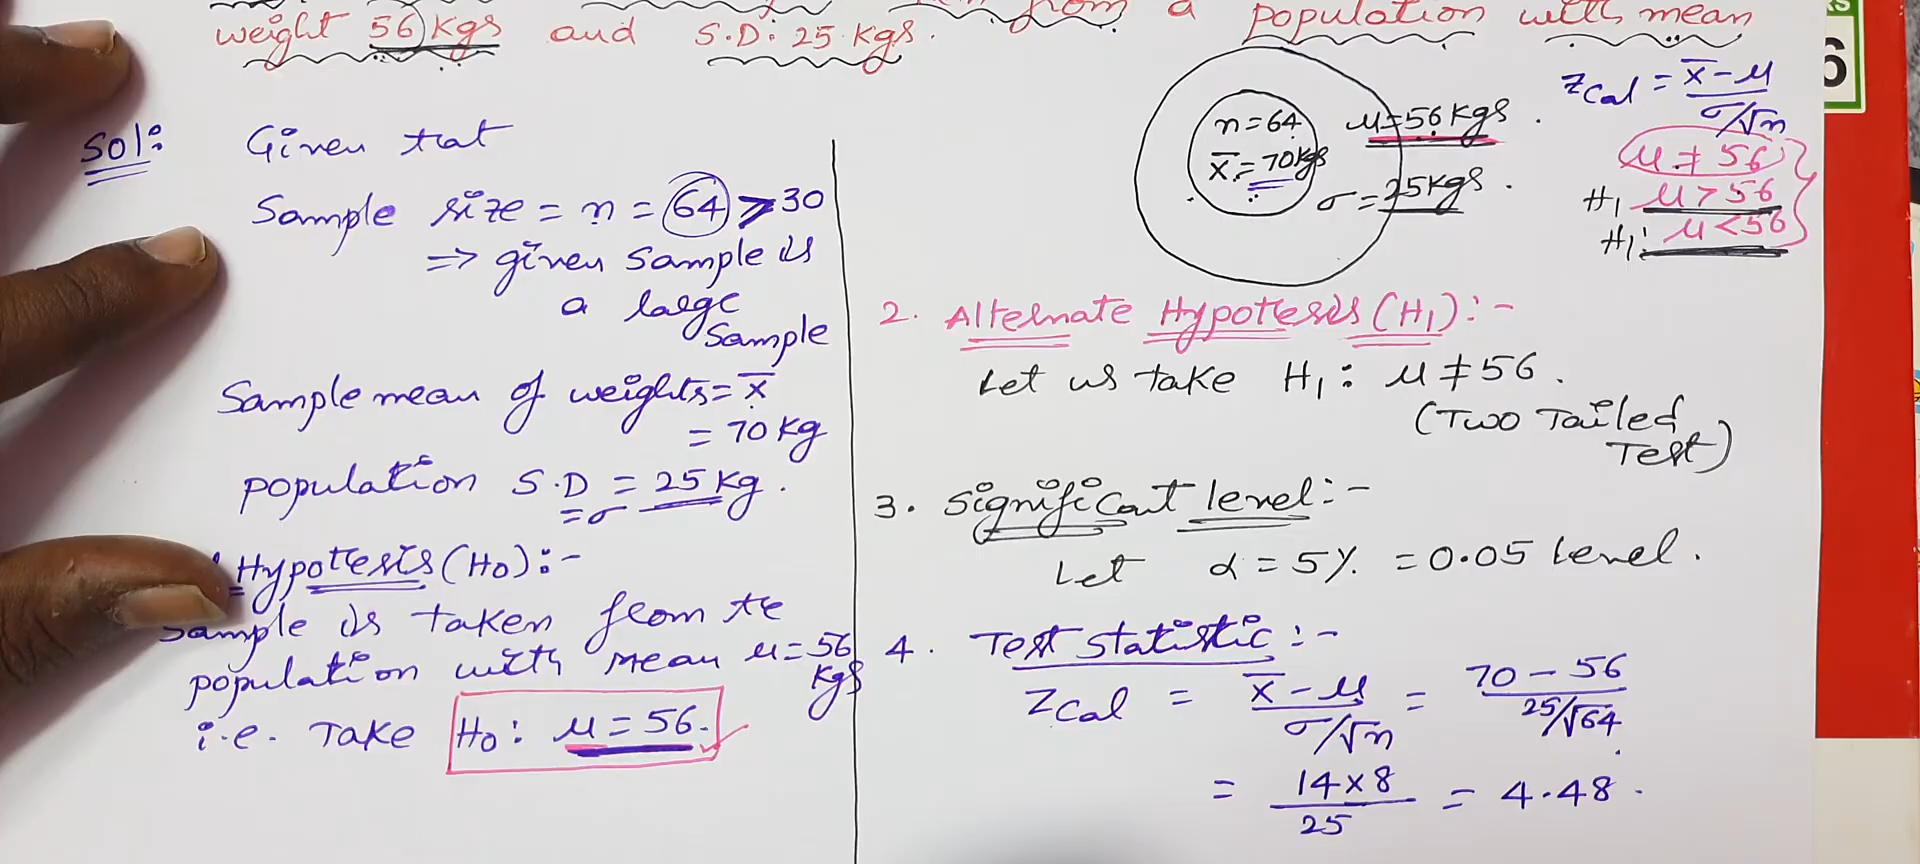 from a population with mean
weight 56 kgs and S.D: 25 kgs.
Sol: Given that
Sample size = n = 64 > 30
=> given sample is
a large
Sample
Sample mean of weights = x̄
= 70 kg
population S.D = 25 kg.
= σ
Hypothesis (H0):-
Sample is taken from the
population with mean μ = 56
kgs
i.e. Take H0: μ = 56.
n = 64
x̄ = 70 kgs
μ = 56 kgs.
σ = 25 kgs.
Zcal = x̄ - μ / σ/√n
μ ≠ 56
H1 μ > 56
H1: μ < 56
2. Alternate Hypothesis (H1):-
Let us take H1: μ ≠ 56.
(Two Tailed
Test)
3. Significant level:-
Let α = 5% = 0.05 level.
4. Test Statistic:-
Zcal = x̄ - μ / σ/√n = 70 - 56 / 25/√64
= 14 x 8 / 25 = 4.48.
6